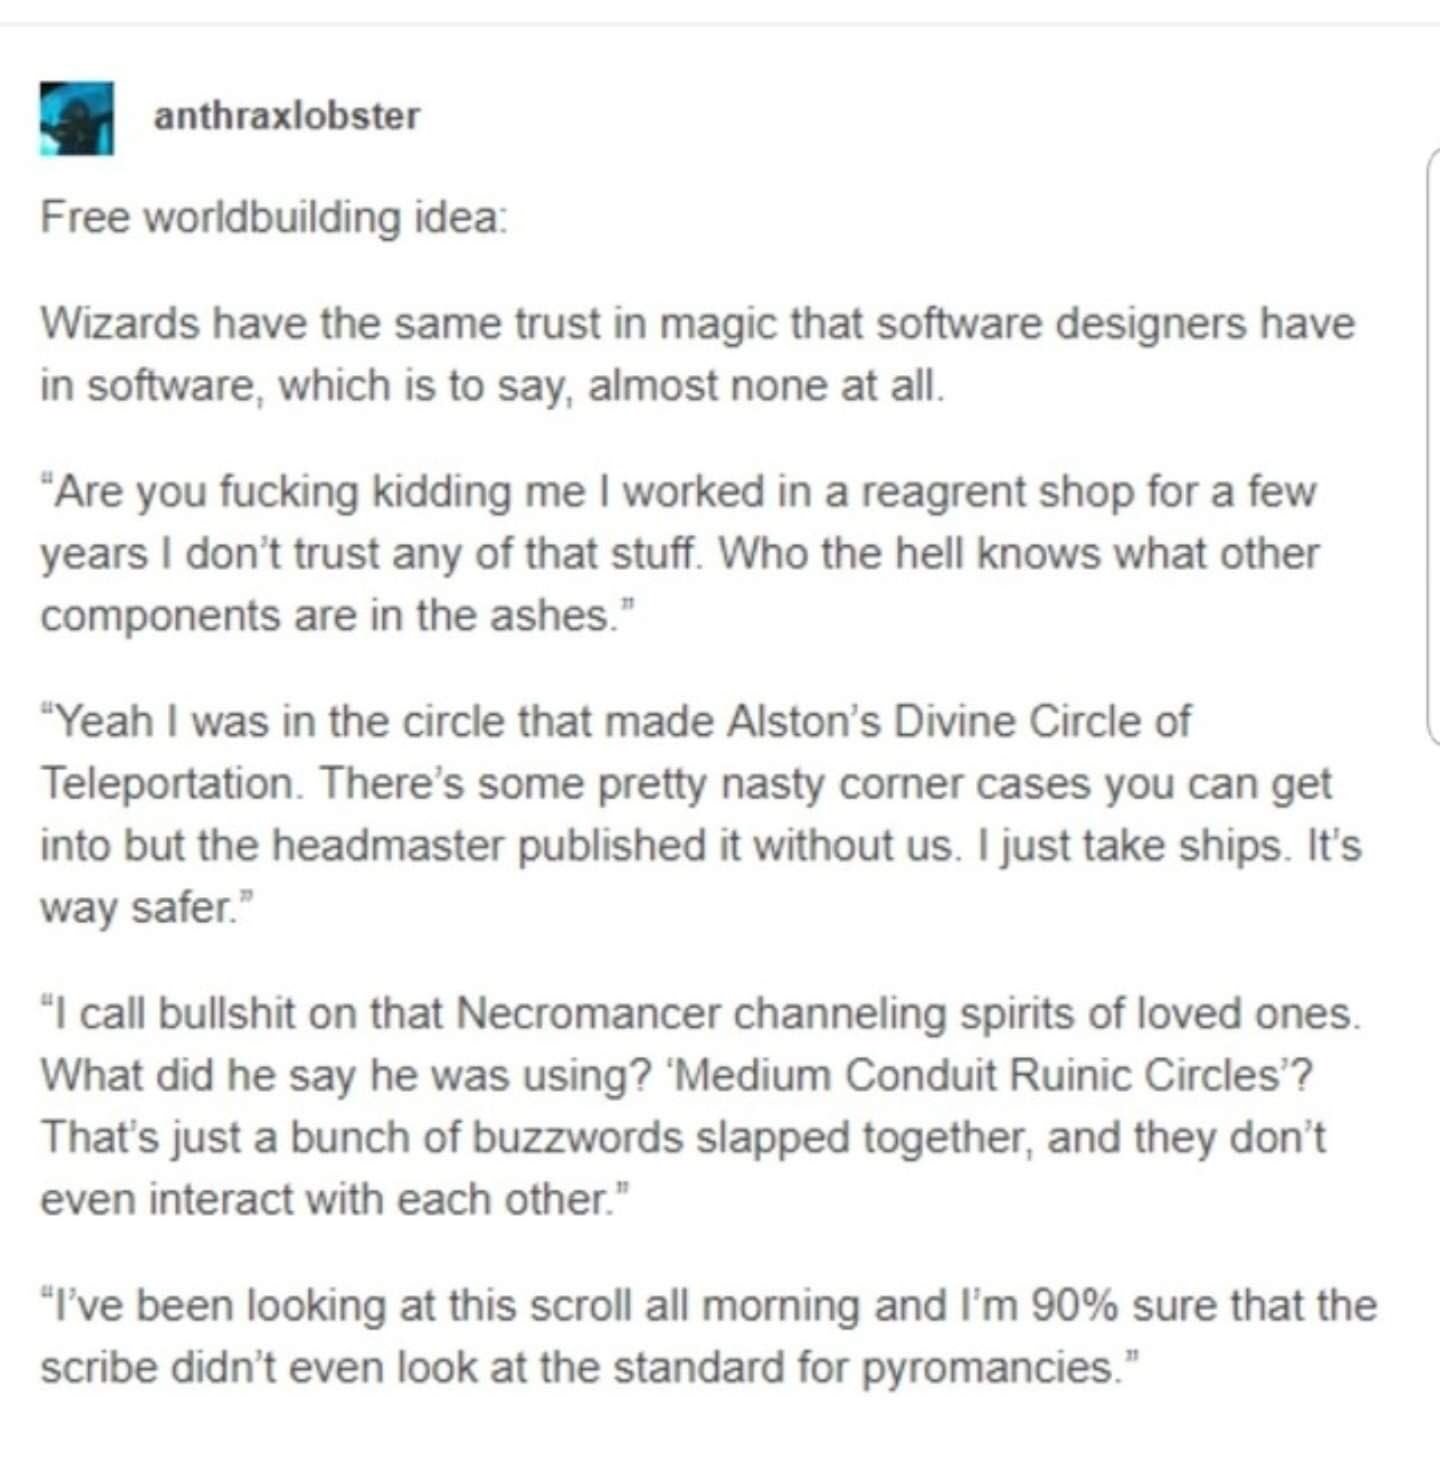 anthraxlobster
Free worldbuilding idea:
Wizards have the same trust in magic that software designers have
in software, which is to say, almost none at all.
“Are you fucking kidding me I worked in a reagrent shop for a few
years I don’t trust any of that stuff. Who the hell knows what other
components are in the ashes.”
“Yeah I was in the circle that made Alston’s Divine Circle of
Teleportation. There’s some pretty nasty corner cases you can get
into but the headmaster published it without us. I just take ships. It's
way safer.”
“I call bullshit on that Necromancer channeling spirits of loved ones.
What did he say he was using? ‘Medium Conduit Ruinic Circles’?
That’s just a bunch of buzzwords slapped together, and they don’t
even interact with each other.”
“I’ve been looking at this scroll all morning and I’m 90% sure that the
scribe didn’t even look at the standard for pyromancies.”